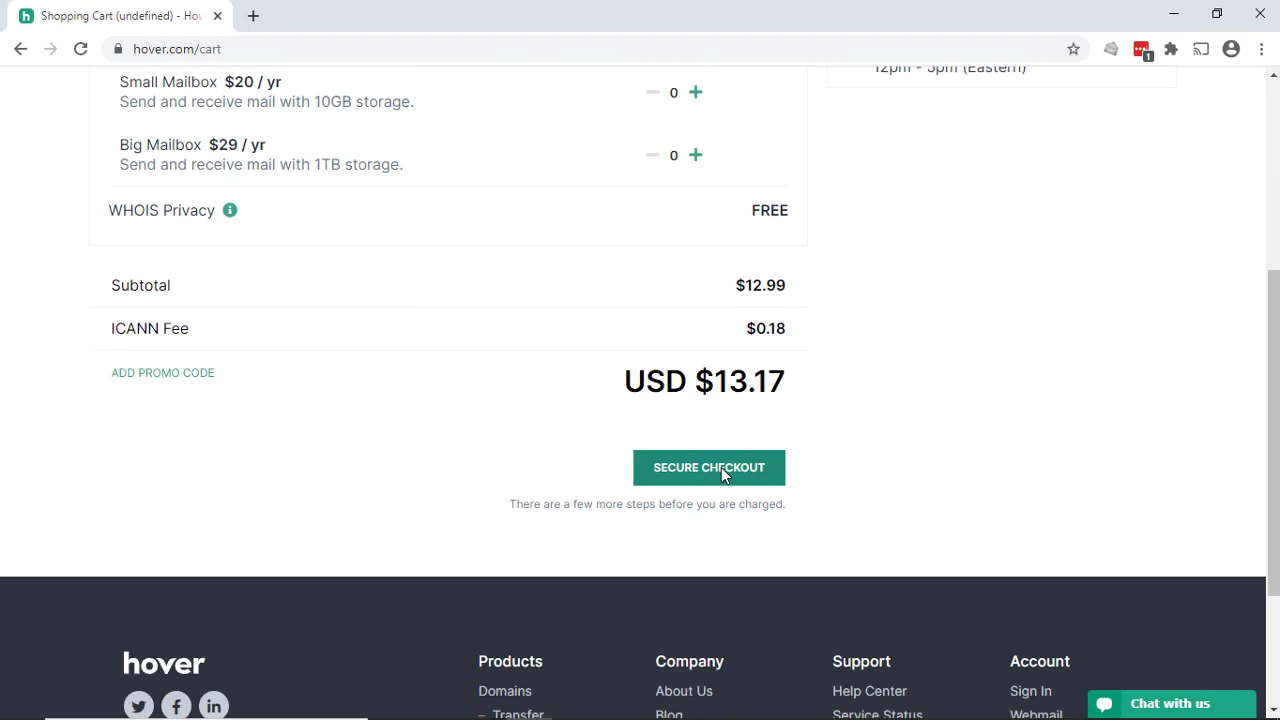 Shopping Cart (undefined) - Hov
hover.com/cart
1
12pm - 5pm (Eastern)
Small Mailbox $20 / yr
Send and receive mail with 10GB storage.
0
Big Mailbox $29 / yr
Send and receive mail with 1TB storage.
0
WHOIS Privacy
FREE
Subtotal $12.99
ICANN Fee $0.18
ADD PROMO CODE
USD $13.17
SECURE CHECKOUT
There are a few more steps before you are charged.
hover
Products
Company
Support
Account
Domains
About Us
Help Center
Sign In
– Transfer
Blog
Service Status
Webmail
Chat with us